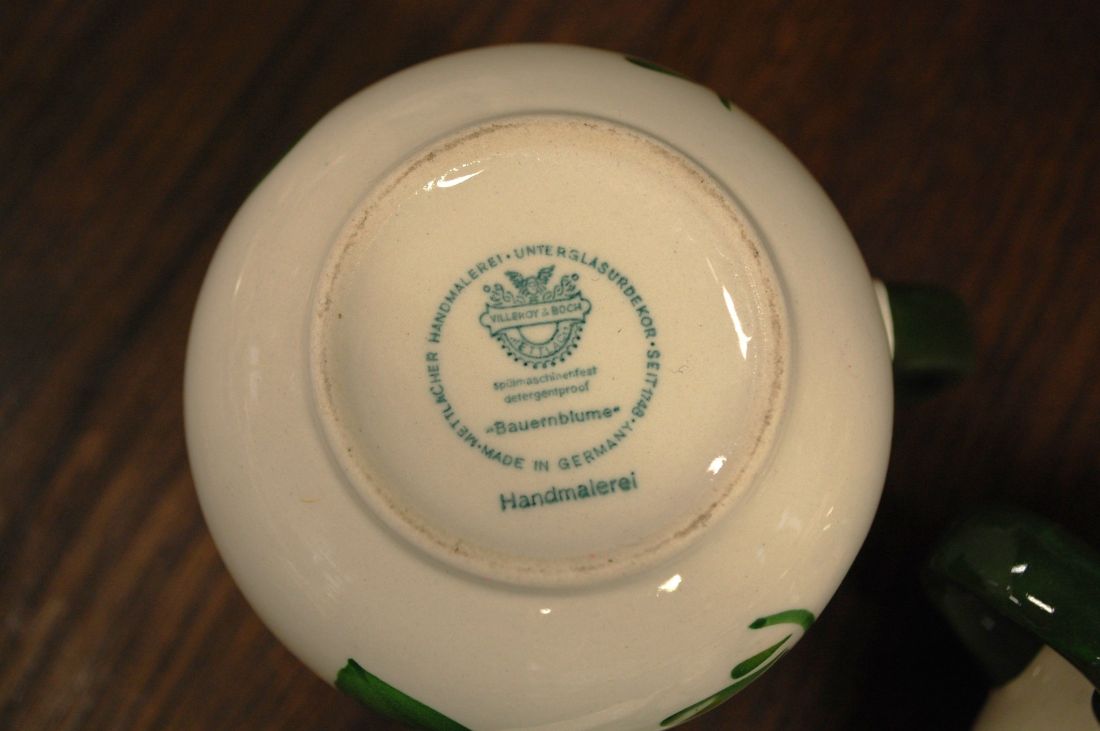 METTLACHER HANDMALEREI · UNTERGLASURDEKOR · SEIT 1748 · MADE IN GERMANY ·
VILLEROY & BOCH
METTLACH
spülmaschinenfest
detergentproof
„Bauernblume“
Handmalerei